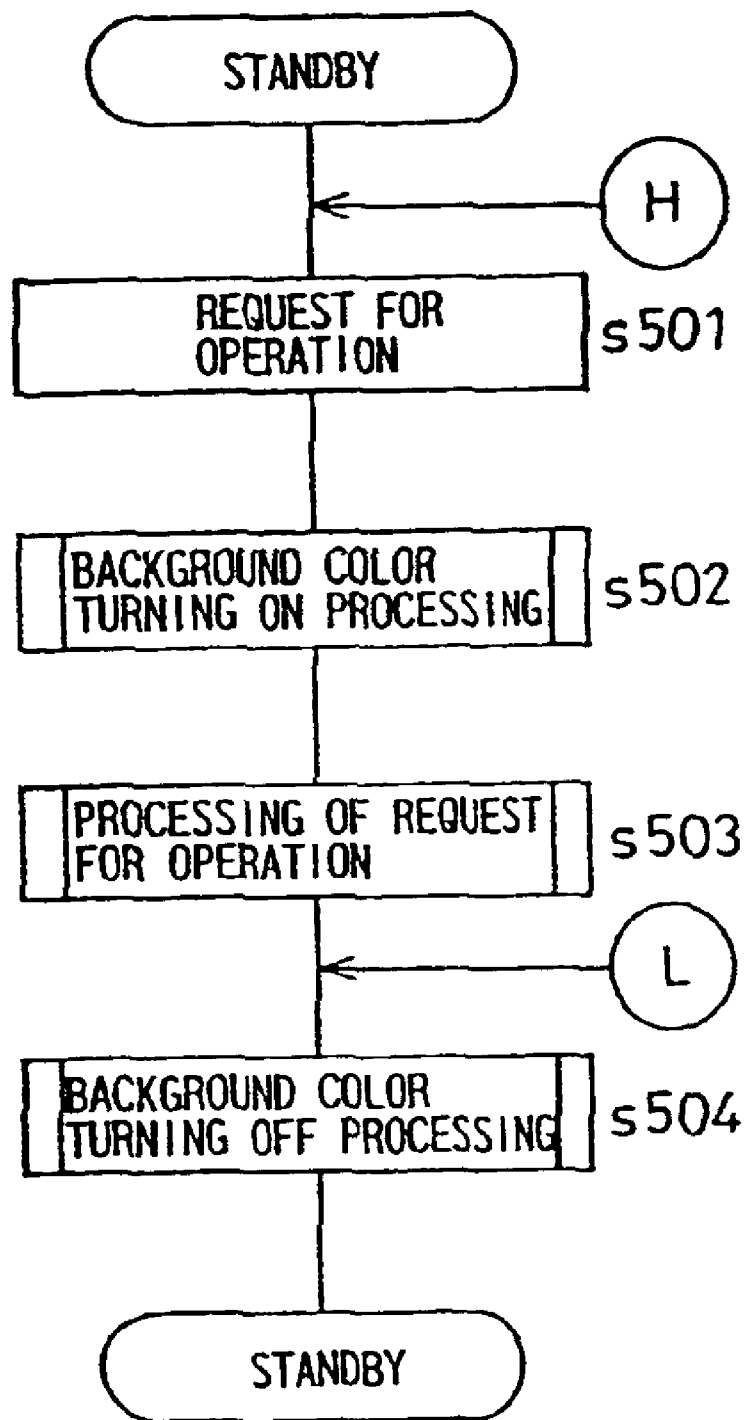 STANDBY
H
REQUEST FOR
OPERATION
s501
BACKGROUND COLOR
TURNING ON PROCESSING
s502
PROCESSING OF REQUEST
FOR OPERATION
s503
L
BACKGROUND COLOR
TURNING OFF PROCESSING
s504
STANDBY